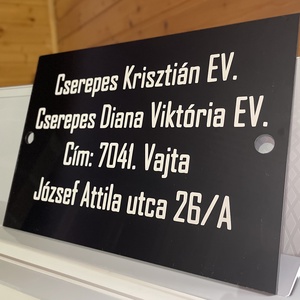 Cserepes Krisztián EV.
Cserepes Diana Viktória EV.
Cím: 7041. Vajta
József Attila utca 26/A